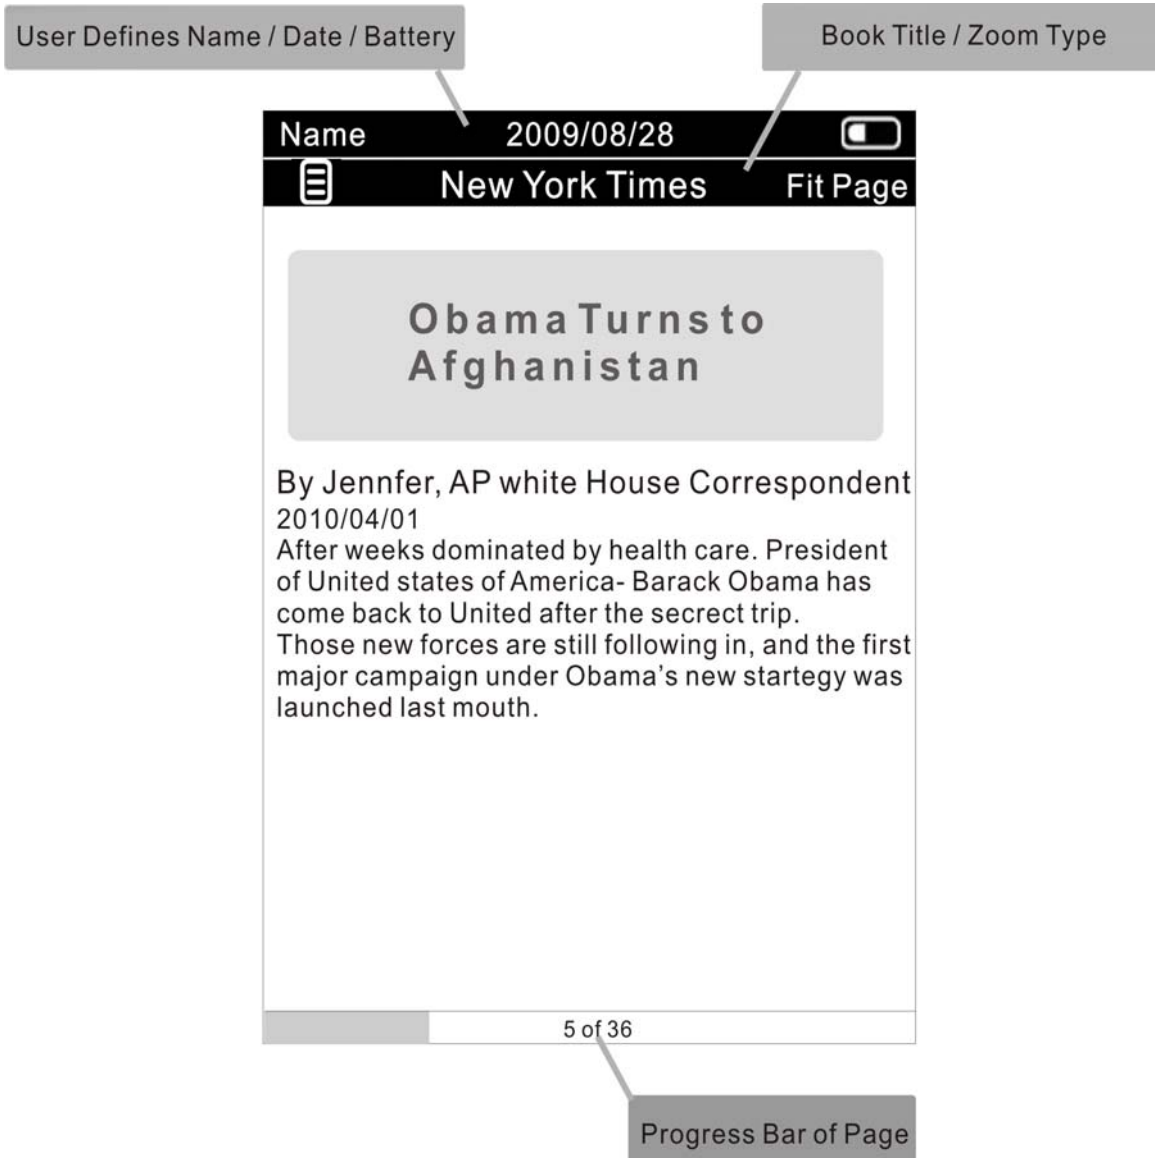 User Defines Name / Date / Battery
Book Title / Zoom Type
Name 2009/08/28
New York Times Fit Page
Obama Turns to
Afghanistan
By Jennfer, AP white House Correspondent
2010/04/01
After weeks dominated by health care. President
of United states of America- Barack Obama has
come back to United after the secrect trip.
Those new forces are still following in, and the first
major campaign under Obama’s new startegy was
launched last mouth.
5 of 36
Progress Bar of Page